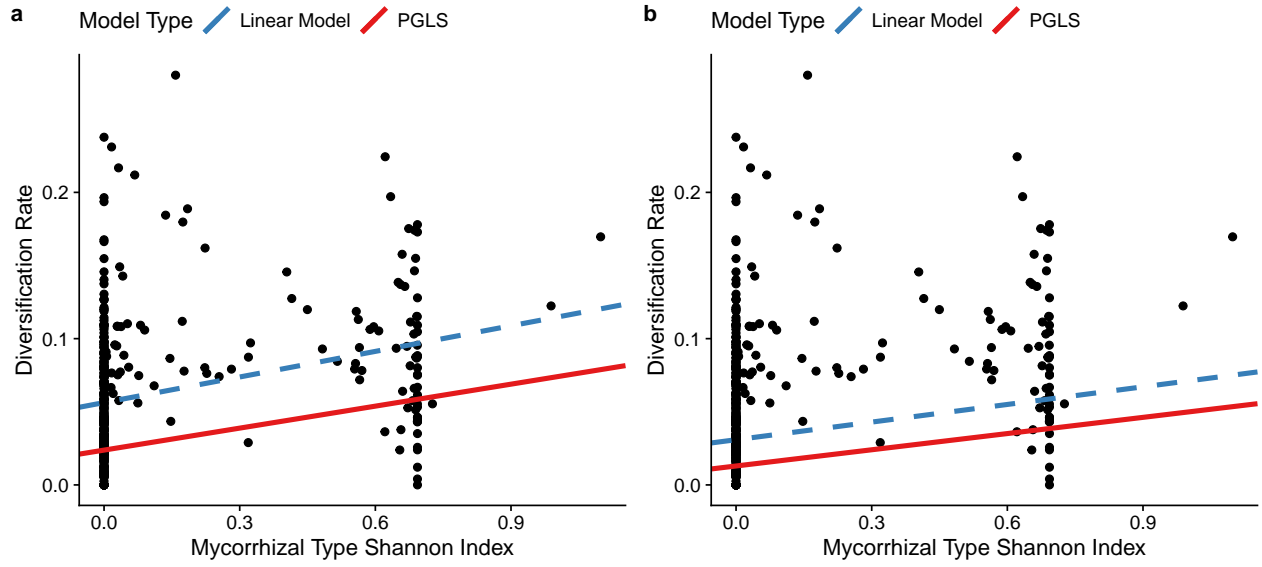 a Model Type Linear Model PGLS
Diversification Rate
0.2
0.1
0.0
0.0 0.3 0.6 0.9
Mycorrhizal Type Shannon Index
b Model Type Linear Model PGLS
Diversification Rate
0.2
0.1
0.0
0.0 0.3 0.6 0.9
Mycorrhizal Type Shannon Index